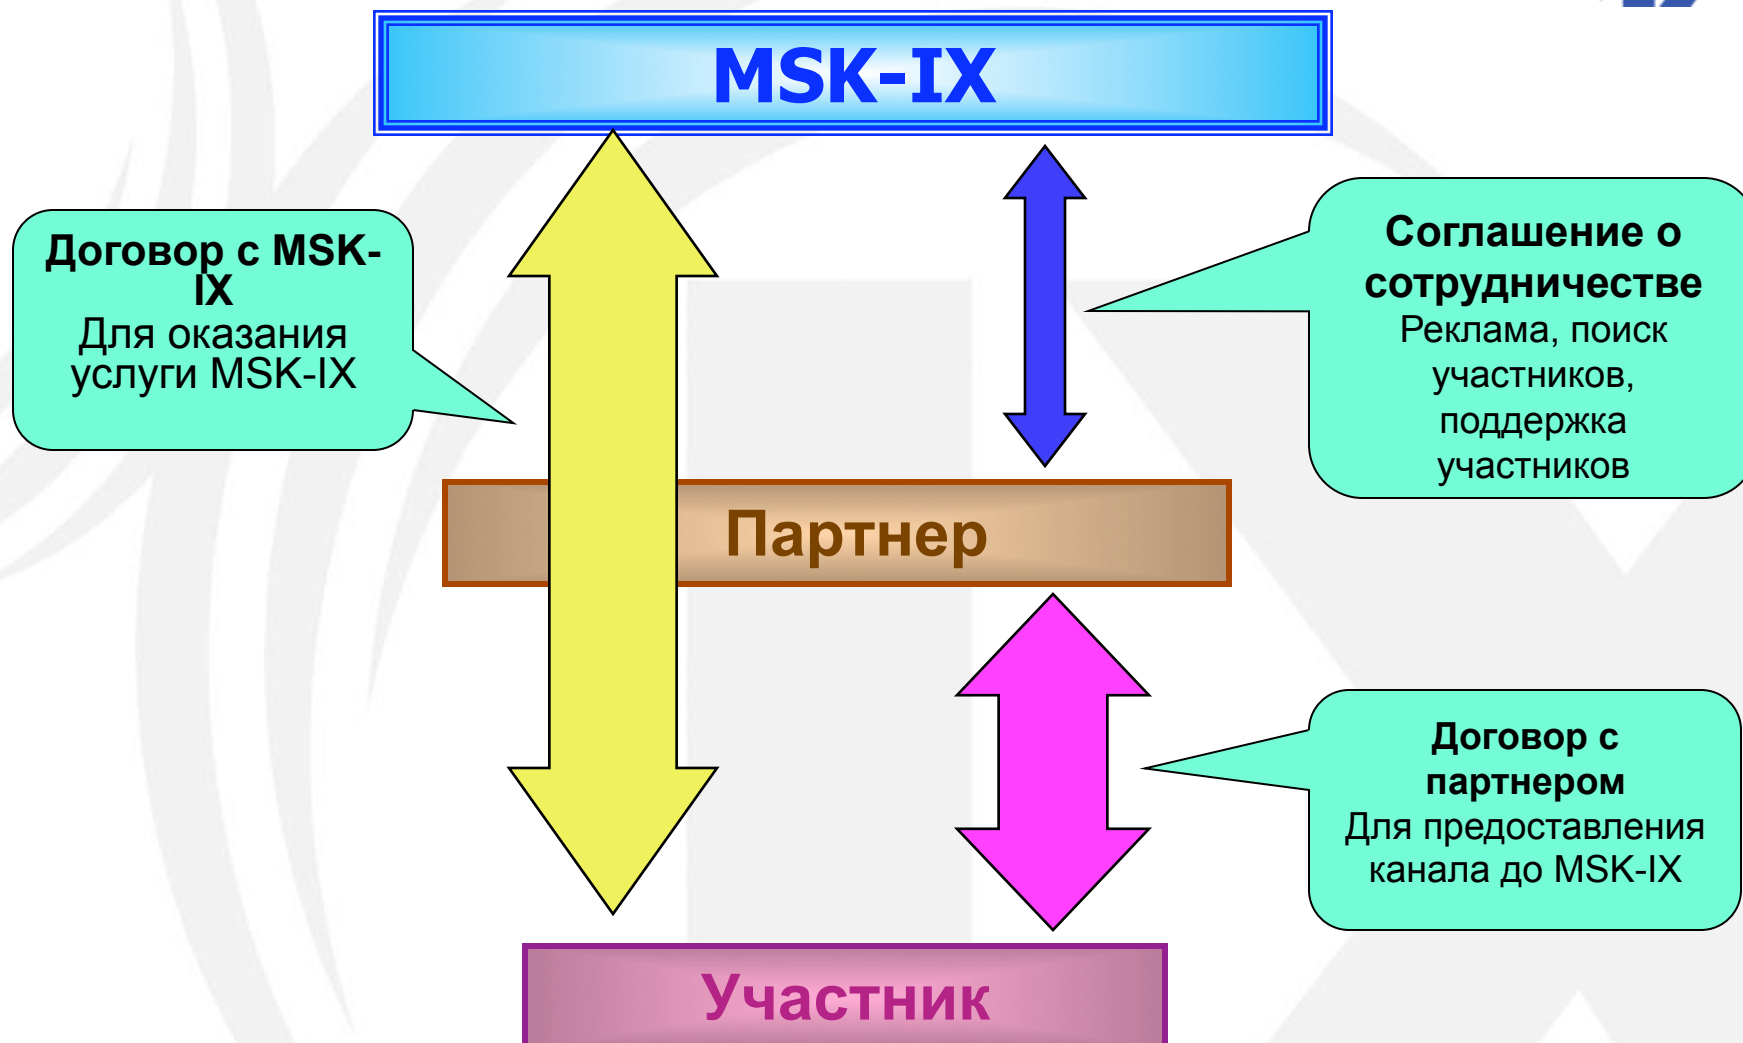 MSK-IX
Договор с MSK-
IX
Для оказания
услуги MSK-IX
Соглашение о
сотрудничестве
Реклама, поиск
участников,
поддержка
участников
Партнер
Договор с
партнером
Для предоставления
канала до MSK-IX
Участник